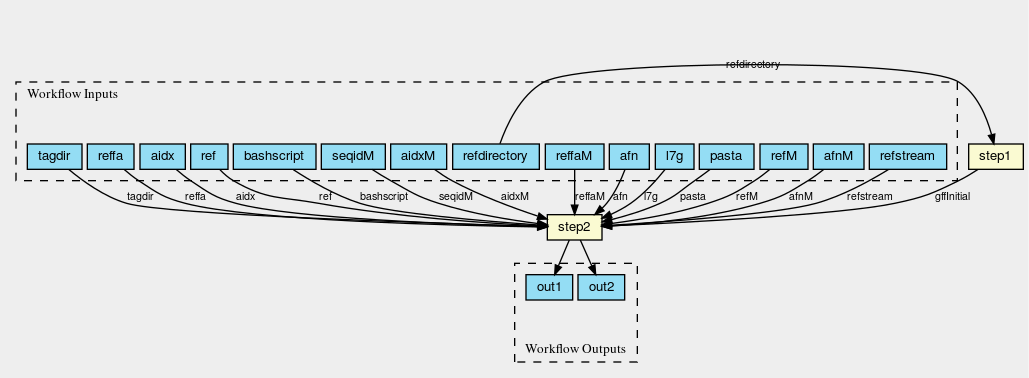 refdirectory
Workflow Inputs
tagdir reffa aidx ref bashscript seqidM aidxM refdirectory reffaM afn l7g pasta refM afnM refstream step1
tagdir reffa aidx ref bashscript seqidM aidxM reffaM afn l7g pasta refM afnM refstream gffInitial
step2
out1 out2
Workflow Outputs